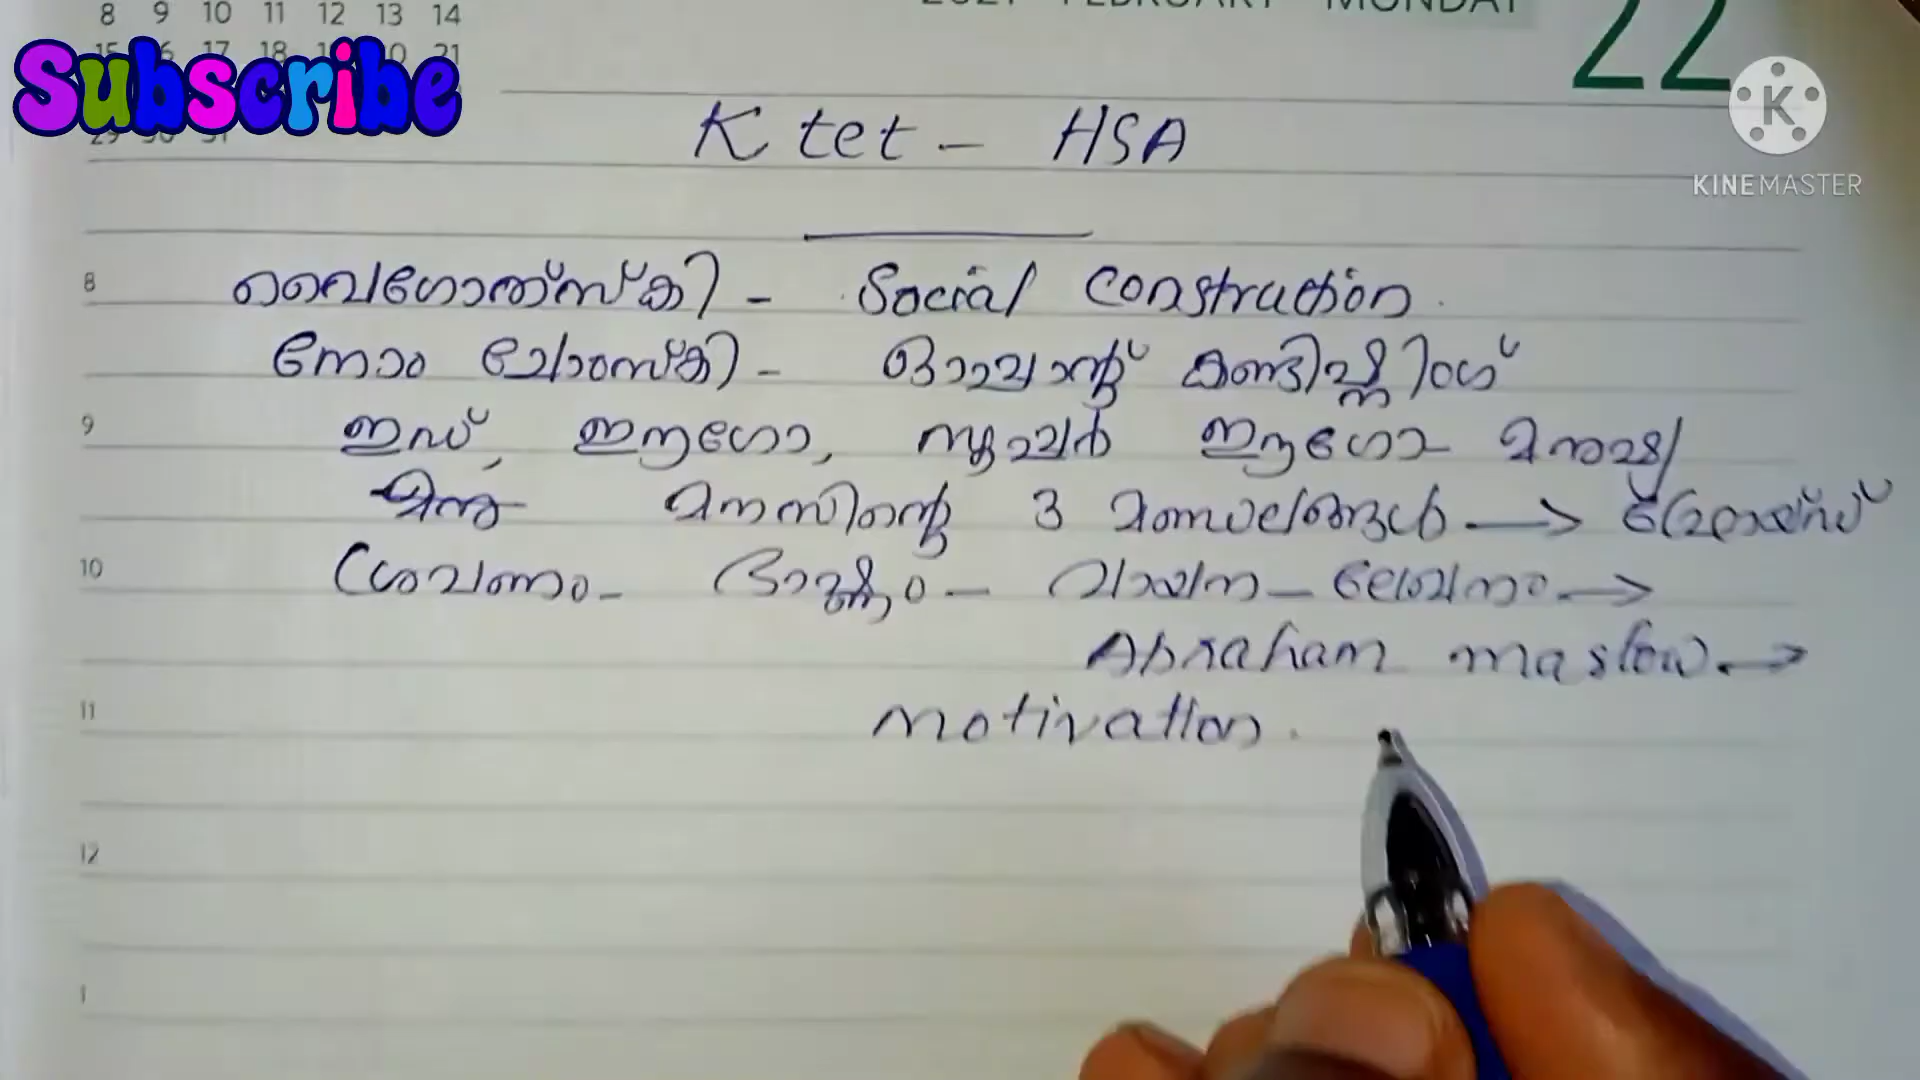 8 9 10 11 12 13 14
22
Subscribe
K
KINEMASTER
K tet - HSA
8 വൈഗോത്സ്കി - Social Construction.
നോം ചോംസ്കി - ഓപ്പറന്റ് കണ്ടീഷ്നിംഗ്
9 ഇഡ്, ഈഗോ, സൂപ്പർ ഈഗോ മനുഷ്യ
മനസിന്റെ 3 മണ്ഡലങ്ങൾ → ഫ്രോയ്ഡ്
10 ശ്രവണം - ഭാഷണം - വായന - ലേഖനം →
Abraham maslow →
11 motivation.
12
1